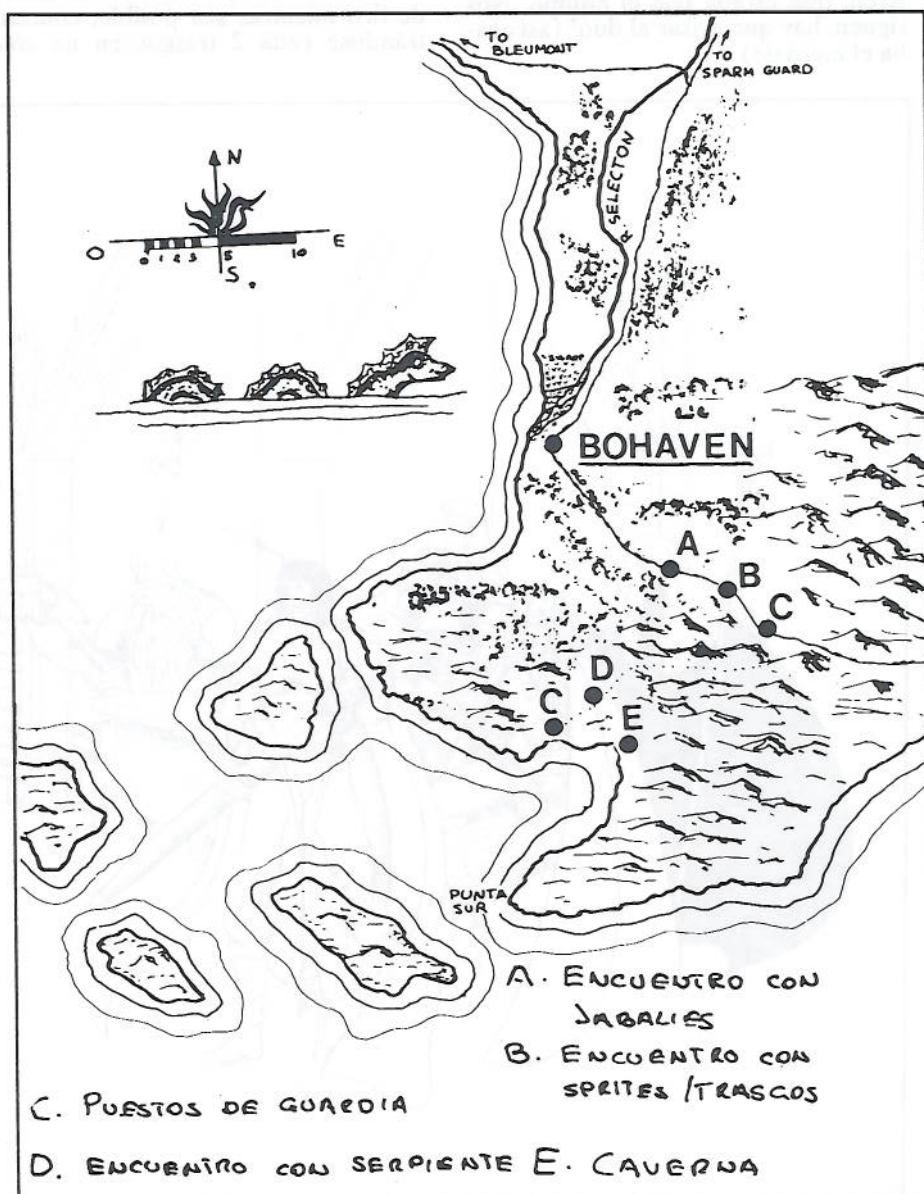 TO
BLEUMONT
TO
SPARM GUARD
N
O
E
0 1 2 3 5 10
S
SELECTON
BOHAVEN
A
B
C
D
C
E
PUNTA
SUR
A. ENCUENTRO CON
JABALIES
B. ENCUENTRO CON
SPRITES / TRASGOS
C. PUESTOS DE GUARDIA
D. ENCUENTRO CON SERPIENTE E. CAVERNA